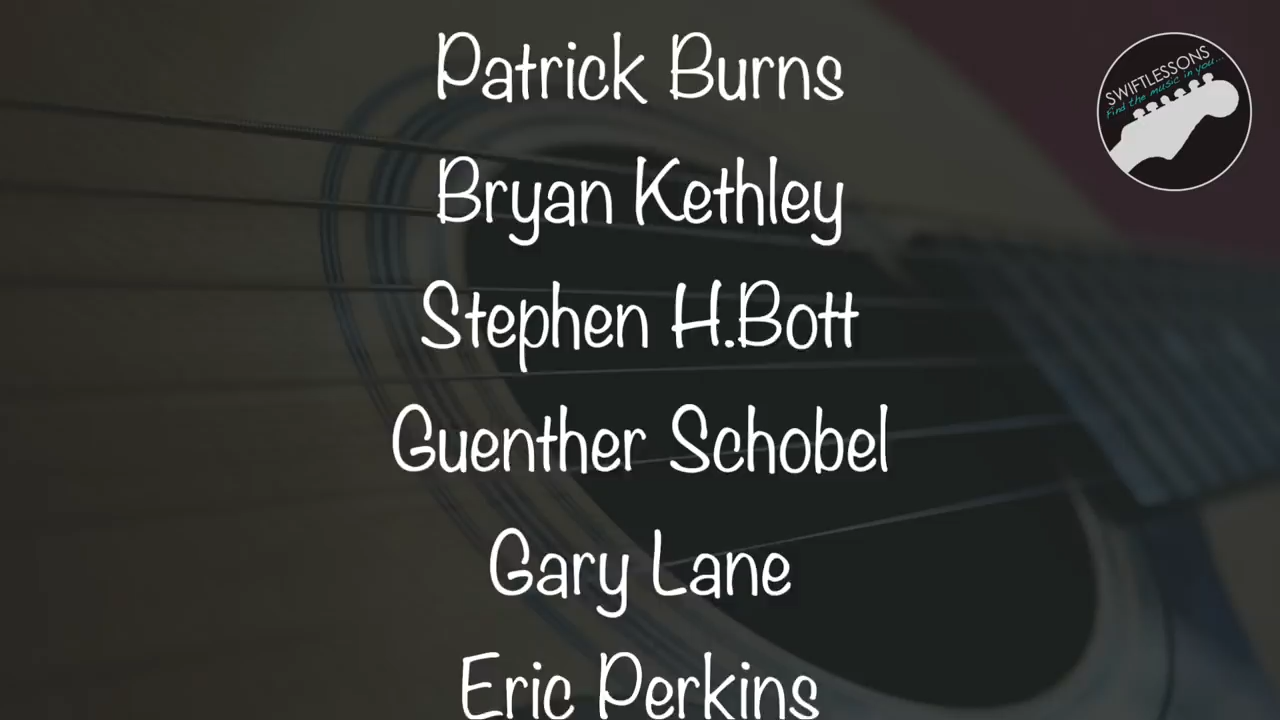 Patrick Burns
Bryan Kethley
Stephen H.Bott
Guenther Schobel
Gary Lane
Eric Perkins
SWIFTLESSONS
Find the music in you...